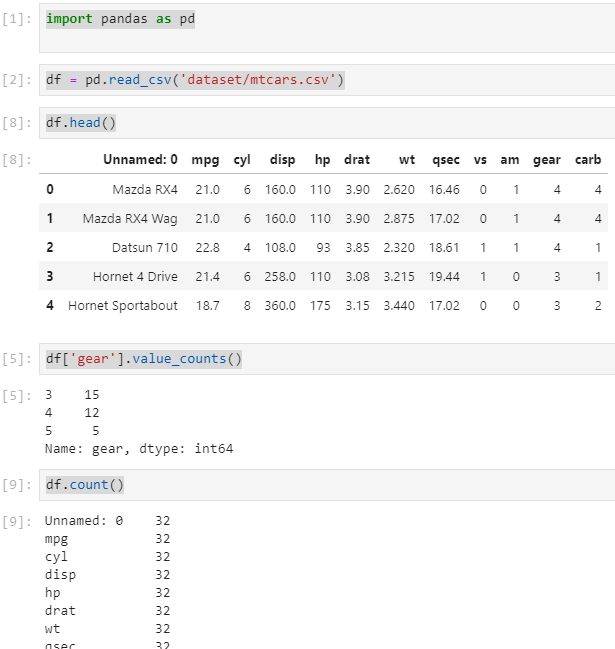 [1]: import pandas as pd
[2]: df = pd.read_csv('dataset/mtcars.csv')
[8]: df.head()
[8]: Unnamed: 0 mpg cyl disp hp drat wt qsec vs am gear carb
0 Mazda RX4 21.0 6 160.0 110 3.90 2.620 16.46 0 1 4 4
1 Mazda RX4 Wag 21.0 6 160.0 110 3.90 2.875 17.02 0 1 4 4
2 Datsun 710 22.8 4 108.0 93 3.85 2.320 18.61 1 1 4 1
3 Hornet 4 Drive 21.4 6 258.0 110 3.08 3.215 19.44 1 0 3 1
4 Hornet Sportabout 18.7 8 360.0 175 3.15 3.440 17.02 0 0 3 2
[5]: df['gear'].value_counts()
[5]: 3 15
4 12
5 5
Name: gear, dtype: int64
[9]: df.count()
[9]: Unnamed: 0 32
mpg 32
cyl 32
disp 32
hp 32
drat 32
wt 32
qsec 32